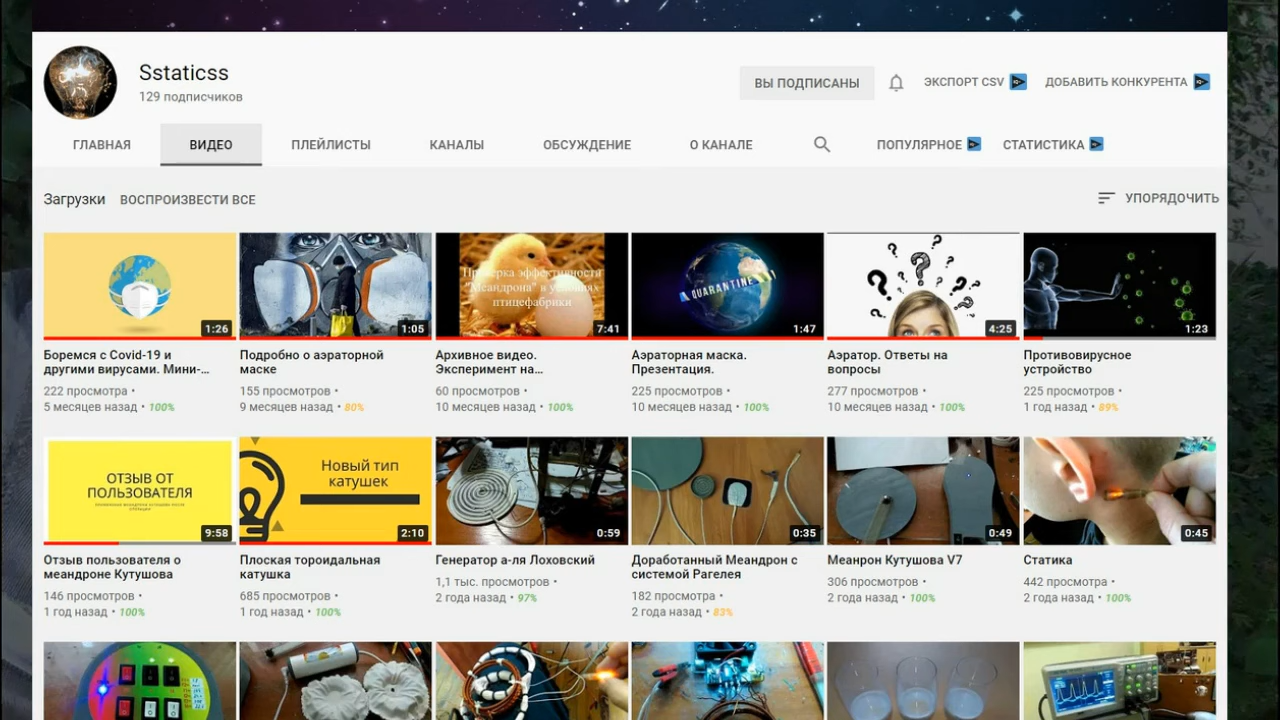 Sstaticss
129 подписчиков
ВЫ ПОДПИСАНЫ
ЭКСПОРТ CSV
ДОБАВИТЬ КОНКУРЕНТА
ГЛАВНАЯ
ВИДЕО
ПЛЕЙЛИСТЫ
КАНАЛЫ
ОБСУЖДЕНИЕ
О КАНАЛЕ
ПОПУЛЯРНОЕ
СТАТИСТИКА
Загрузки
ВОСПРОИЗВЕСТИ ВСЕ
УПОРЯДОЧИТЬ
1:26
Боремся с Covid-19 и
другими вирусами. Мини-...
222 просмотра •
5 месяцев назад • 100%
1:05
Подробно о аэраторной
маске
155 просмотров •
9 месяцев назад • 80%
Проверка эффективности
"Меандрона" в условиях
птицефабрики
7:41
Архивное видео.
Эксперимент на...
60 просмотров •
10 месяцев назад • 100%
QUARANTINE
1:47
Аэраторная маска.
Презентация.
225 просмотров •
10 месяцев назад • 100%
4:25
Аэратор. Ответы на
вопросы
277 просмотров •
10 месяцев назад • 100%
1:23
Противовирусное
устройство
225 просмотров •
1 год назад • 89%
ОТЗЫВ ОТ
ПОЛЬЗОВАТЕЛЯ
9:58
Отзыв пользователя о
меандроне Кутушова
146 просмотров •
1 год назад • 100%
Новый тип
катушек
2:10
Плоская тороидальная
катушка
685 просмотров •
1 год назад • 100%
0:59
Генератор а-ля Лоховский
1,1 тыс. просмотров •
2 года назад • 97%
0:35
Доработанный Меандрон с
системой Рагелея
182 просмотра •
2 года назад • 83%
0:49
Меанрон Кутушова V7
306 просмотров •
2 года назад • 100%
0:45
Статика
442 просмотра •
2 года назад • 100%